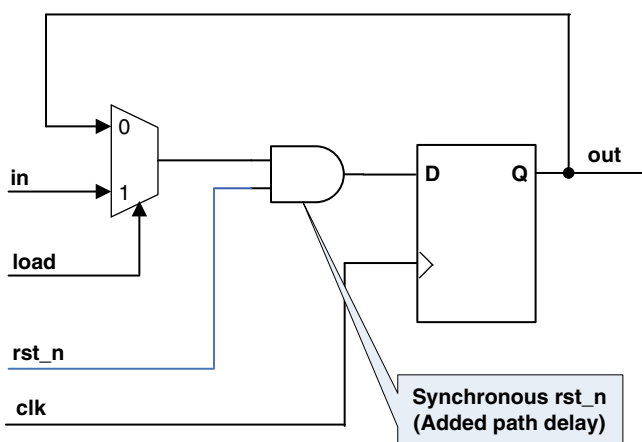 0
in
1
D
Q
out
load
rst_n
clk
Synchronous rst_n
(Added path delay)